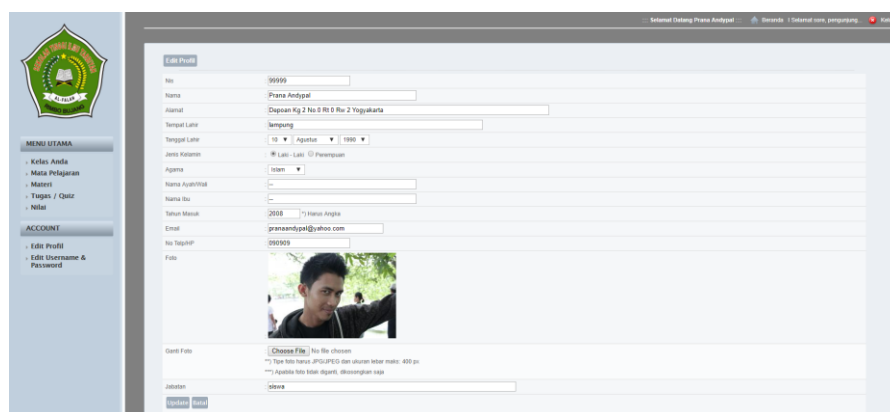 ::: Selamat Datang Prana Andypal :::
Beranda
! Selamat sore, pengunjung...
AL-FALAH
RIMBO BUJANG
MENU UTAMA
Kelas Anda
Mata Pelajaran
Materi
Tugas / Quiz
Nilai
ACCOUNT
Edit Profil
Edit Username &
Password
Edit Profil
No : 99999
Nama : Prana Andypal
Alamat : Depoan Kg 2 No 0 Rt 0 Rw 2 Yogyakarta
Tempat Lahir : lampung
Tanggal Lahir : 10 Agustus 1990
Jenis Kelamin : Laki - Laki Perempuan
Agama : Islam
Nama Ayah/Wali : --
Nama Ibu : --
Tahun Masuk : 2008 *) Harus Angka
Email : pranaandypal@yahoo.com
No Telp/HP : 090909
Foto :
Ganti Foto : Choose File No file chosen
**) Tipe foto harus JPG/JPEG dan ukuran lebar maks: 400 px
***) Apabila foto tidak diganti, dikosongkan saja
Jabatan : siswa
Update Batal